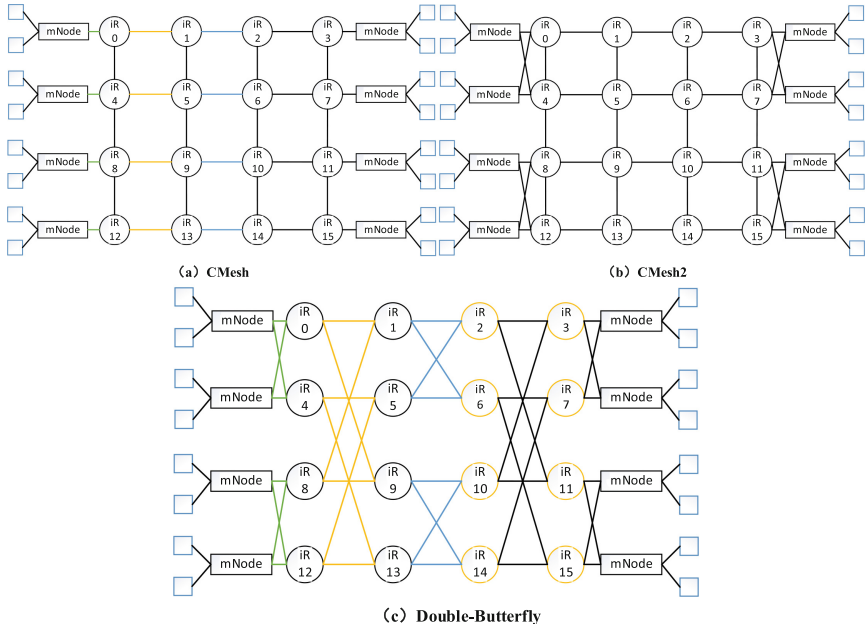 mNode iR 0 iR 1 iR 2 iR 3 mNode
mNode iR 4 iR 5 iR 6 iR 7 mNode
mNode iR 8 iR 9 iR 10 iR 11 mNode
mNode iR 12 iR 13 iR 14 iR 15 mNode
（a）CMesh
mNode iR 0 iR 1 iR 2 iR 3 mNode
mNode iR 4 iR 5 iR 6 iR 7 mNode
mNode iR 8 iR 9 iR 10 iR 11 mNode
mNode iR 12 iR 13 iR 14 iR 15 mNode
（b）CMesh2
mNode iR 0 iR 1 iR 2 iR 3 mNode
mNode iR 4 iR 5 iR 6 iR 7 mNode
mNode iR 8 iR 9 iR 10 iR 11 mNode
mNode iR 12 iR 13 iR 14 iR 15 mNode
（c）Double-Butterfly